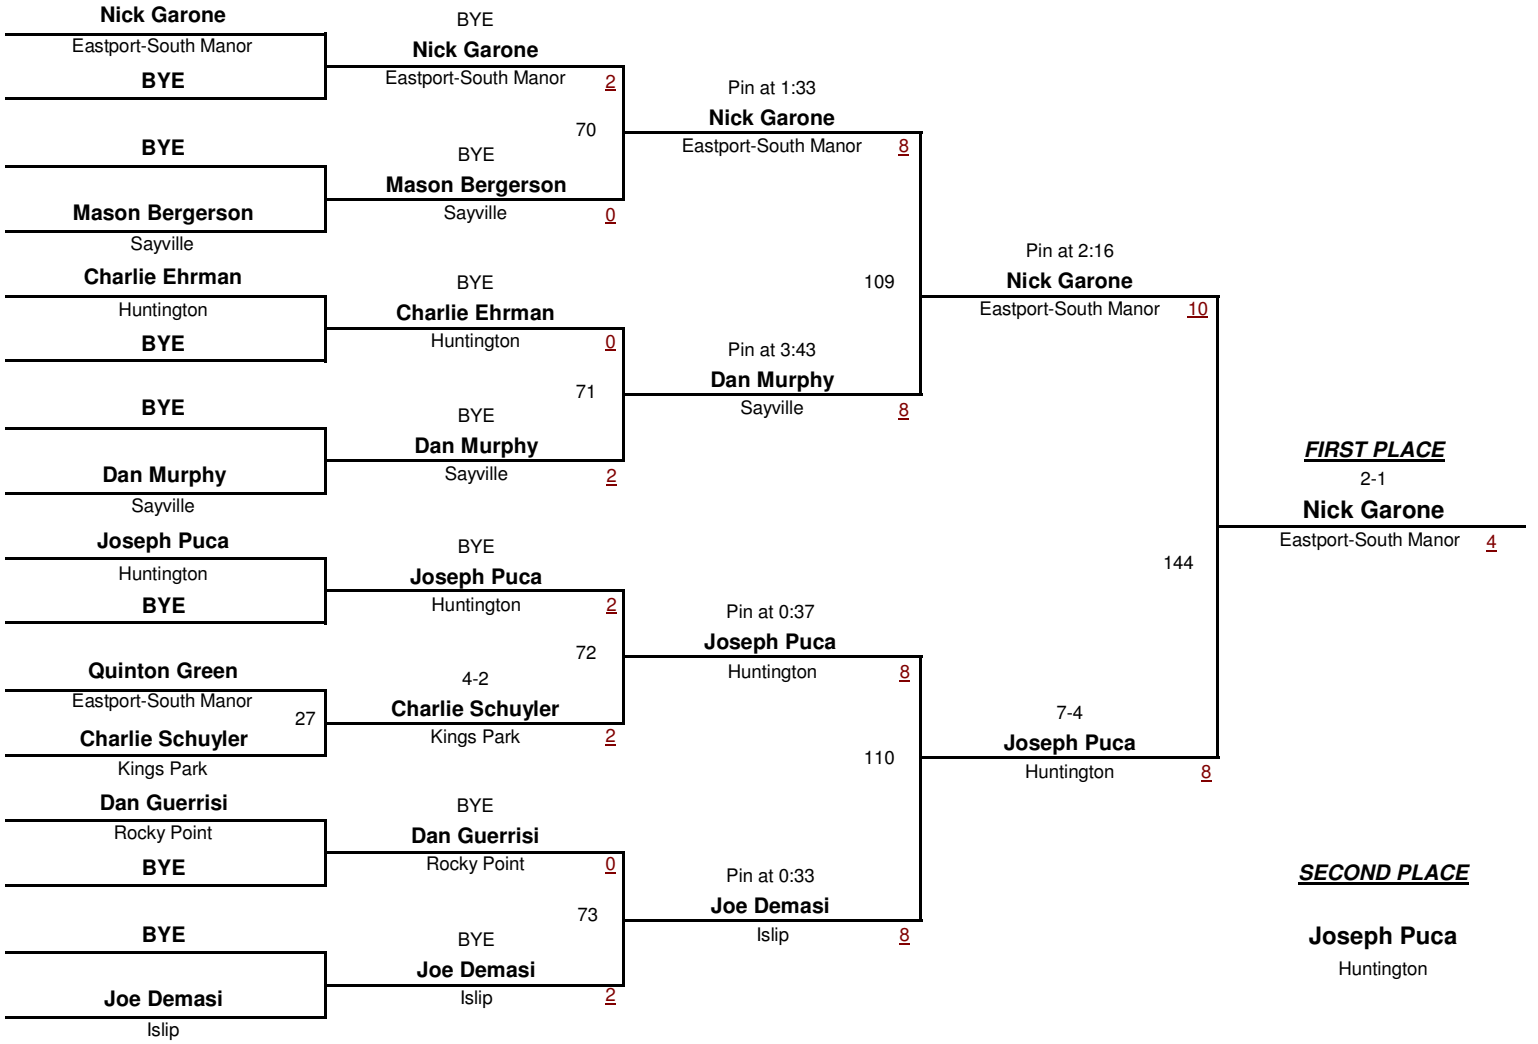 Nick Garone
Eastport-South Manor
BYE
BYE
Mason Bergerson
Sayville
Charlie Ehrman
Huntington
BYE
BYE
Dan Murphy
Sayville
Joseph Puca
Huntington
BYE
Quinton Green
Eastport-South Manor
27
Charlie Schuyler
Kings Park
Dan Guerrisi
Rocky Point
BYE
BYE
Joe Demasi
Islip
BYE
Nick Garone
Eastport-South Manor 2
70
BYE
Mason Bergerson
Sayville 0
BYE
Charlie Ehrman
Huntington 0
71
BYE
Dan Murphy
Sayville 2
BYE
Joseph Puca
Huntington 2
72
4-2
Charlie Schuyler
Kings Park 2
BYE
Dan Guerrisi
Rocky Point 0
73
BYE
Joe Demasi
Islip 2
Pin at 1:33
Nick Garone
Eastport-South Manor 8
109
Pin at 3:43
Dan Murphy
Sayville 8
Pin at 0:37
Joseph Puca
Huntington 8
110
Pin at 0:33
Joe Demasi
Islip 8
Pin at 2:16
Nick Garone
Eastport-South Manor 10
144
7-4
Joseph Puca
Huntington 8
FIRST PLACE
2-1
Nick Garone
Eastport-South Manor 4
SECOND PLACE
Joseph Puca
Huntington